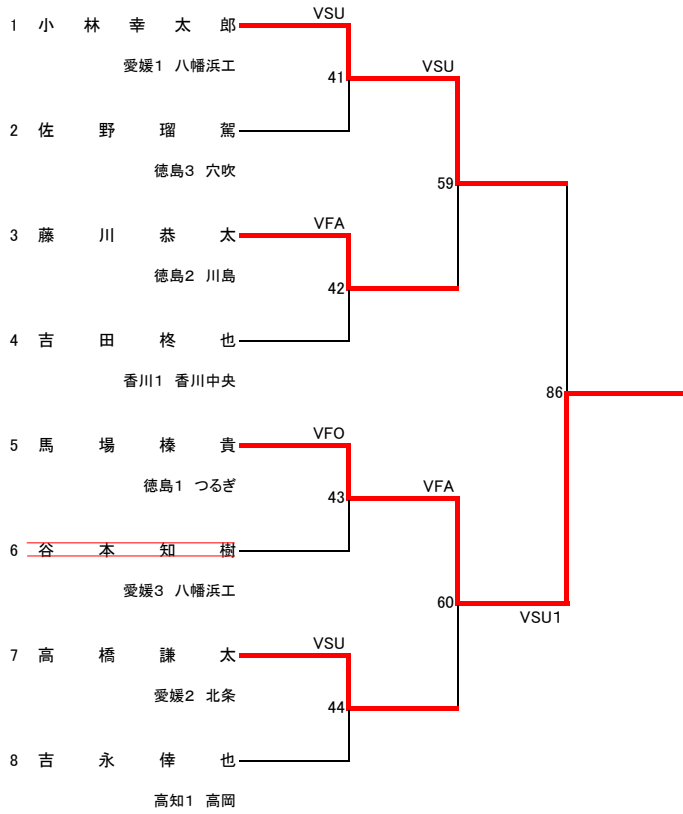 VSU
1 小林幸太郎
愛媛1 八幡浜工
41
VSU
2 佐野瑠駕
徳島3 穴吹
59
VFA
3 藤川恭太
徳島2 川島
42
4 吉田柊也
香川1 香川中央
86
VFO
5 馬場榛貴
徳島1 つるぎ
43
VFA
6 谷本知樹
愛媛3 八幡浜工
60
VSU1
VSU
7 高橋謙太
愛媛2 北条
44
8 吉永倖也
高知1 高岡